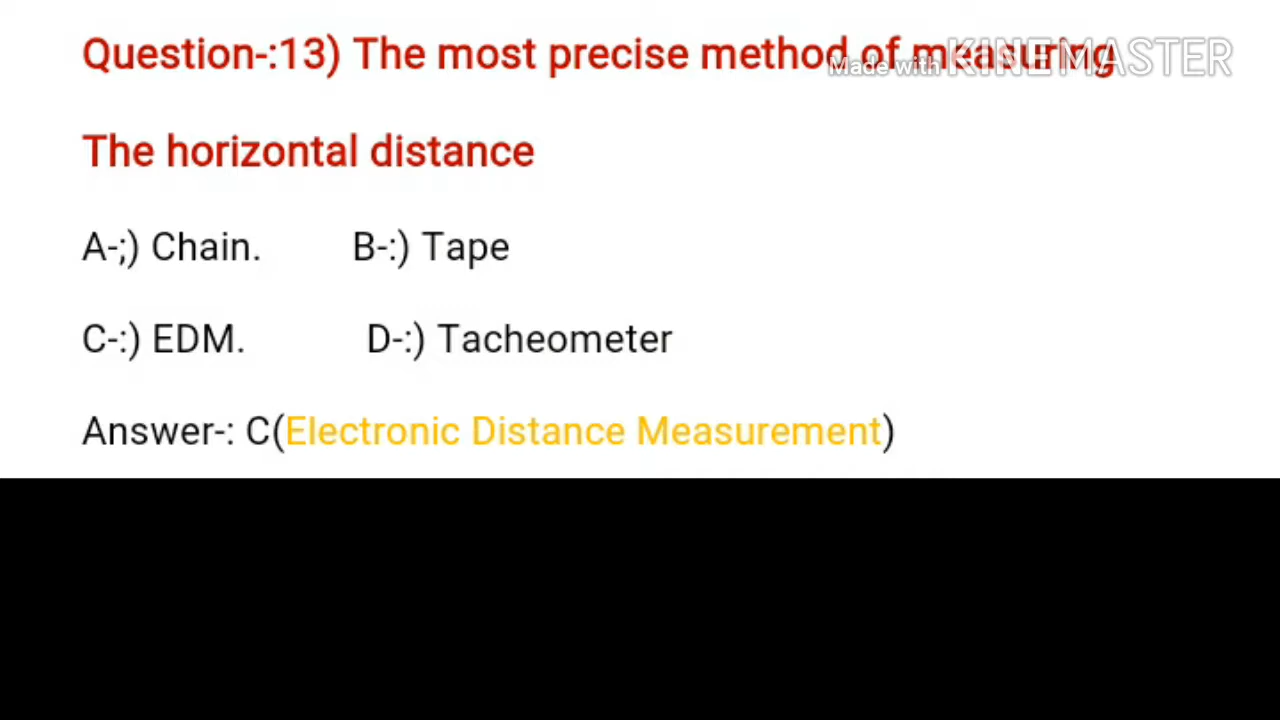 Question-:13) The most precise method of measuring
Made with KINEMASTER
The horizontal distance
A-;) Chain. B-:) Tape
C-:) EDM. D-:) Tacheometer
Answer-: C(Electronic Distance Measurement)